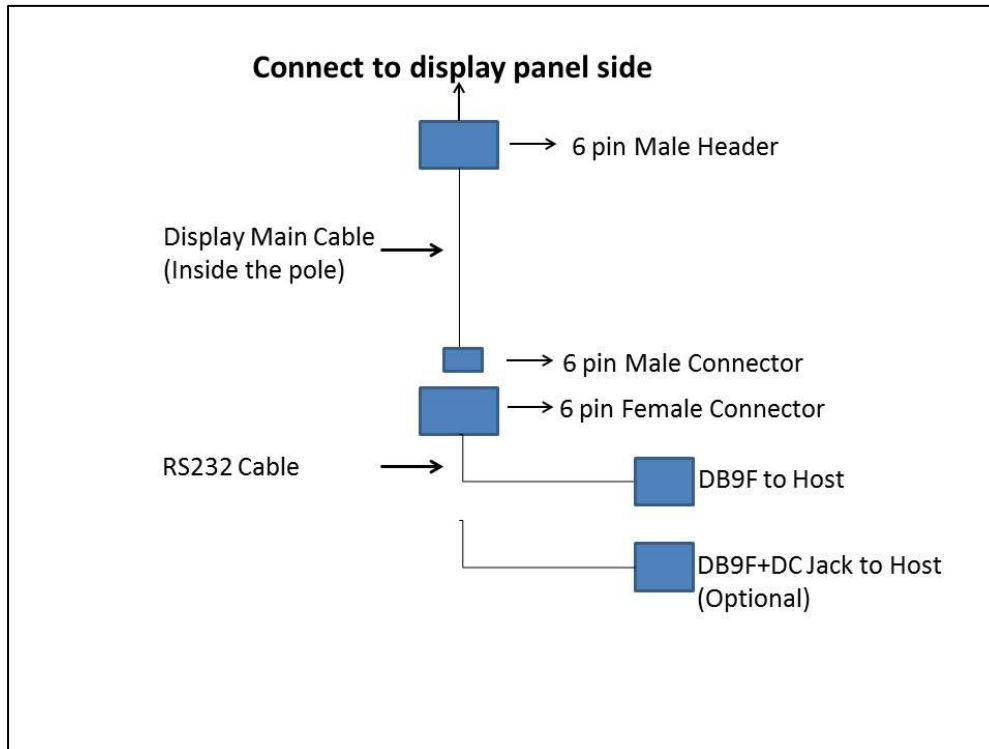 Connect to display panel side
6 pin Male Header
Display Main Cable
(Inside the pole)
6 pin Male Connector
6 pin Female Connector
RS232 Cable
DB9F to Host
DB9F+DC Jack to Host
(Optional)